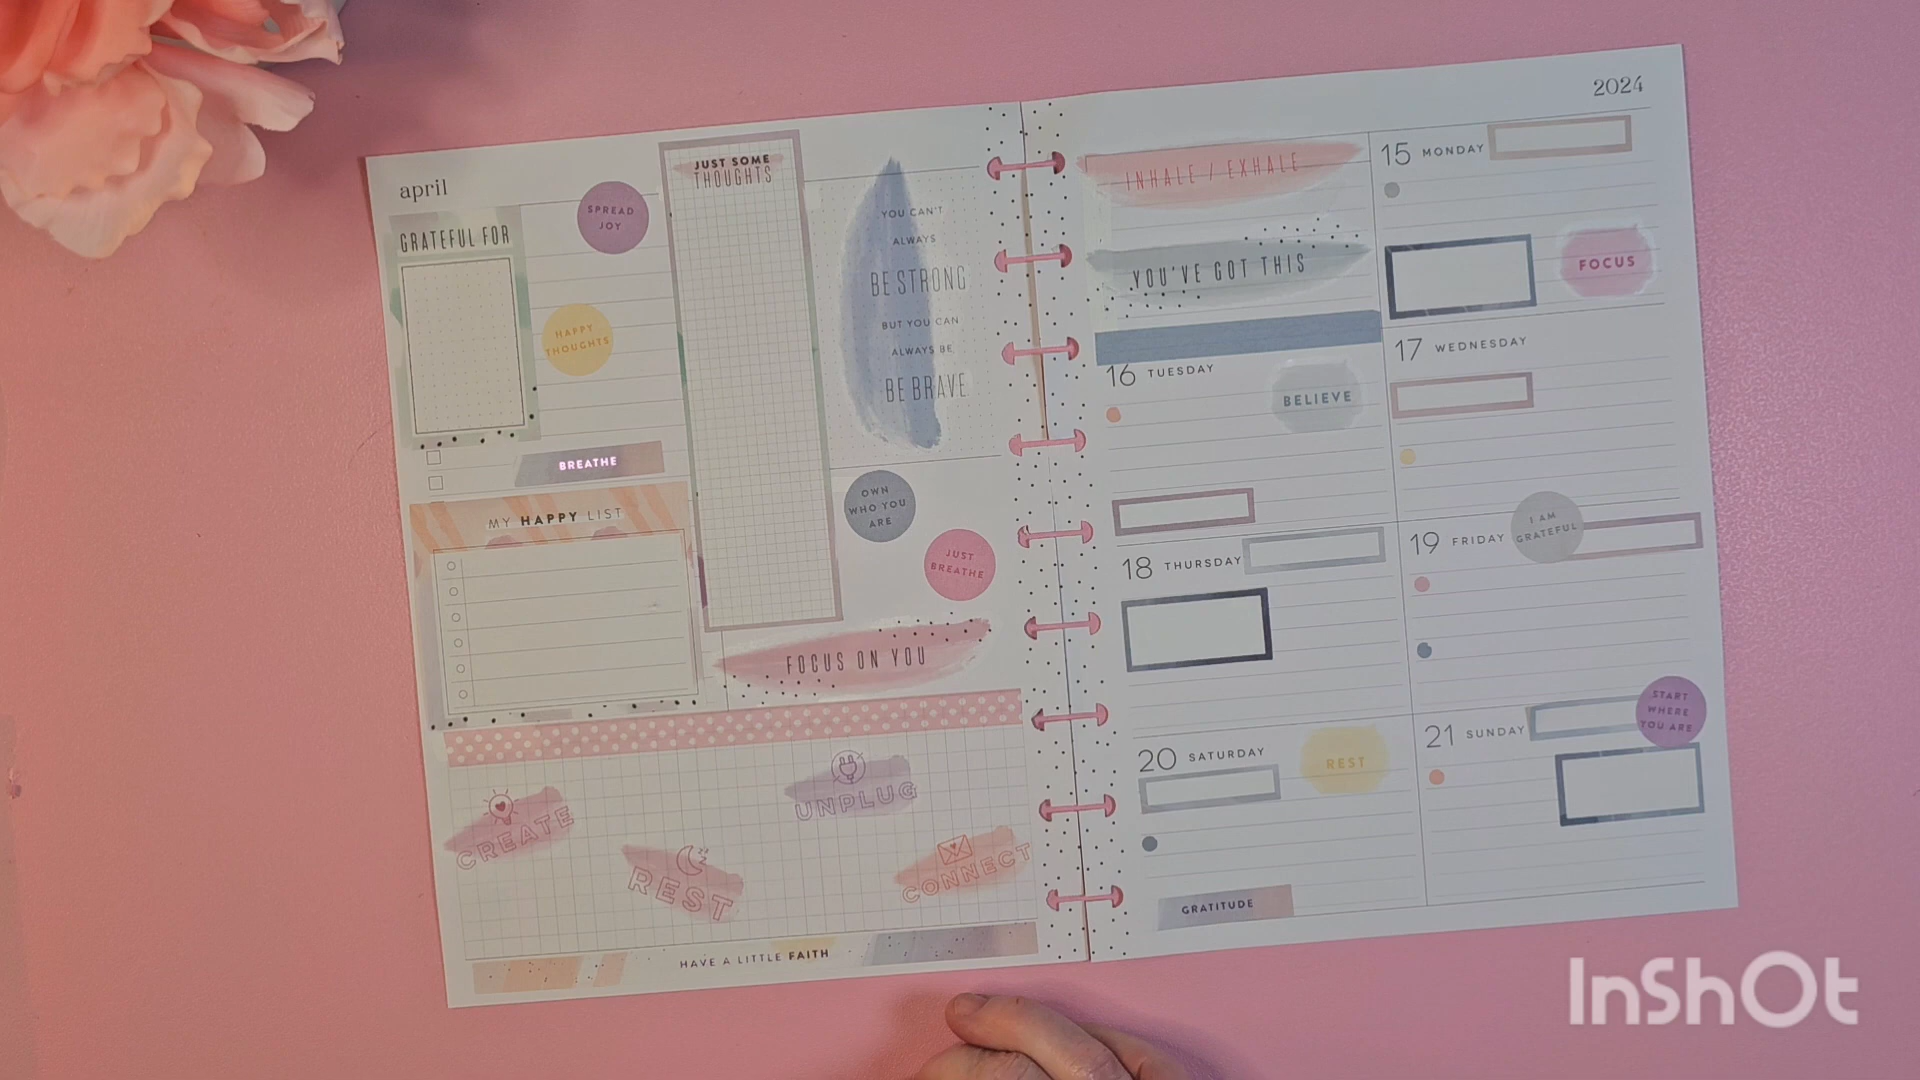 april
GRATEFUL FOR
SPREAD
JOY
HAPPY
THOUGHTS
BREATHE
MY HAPPY LIST
JUST SOME
THOUGHTS
YOU CAN'T
ALWAYS
BE STRONG
BUT YOU CAN
ALWAYS BE
BE BRAVE
OWN
WHO YOU
ARE
JUST
BREATHE
FOCUS ON YOU
CREATE
REST
UNPLUG
CONNECT
HAVE A LITTLE FAITH
2024
INHALE / EXHALE
YOU'VE GOT THIS
15 MONDAY
FOCUS
16 TUESDAY
BELIEVE
17 WEDNESDAY
18 THURSDAY
19 FRIDAY
I AM
GRATEFUL
20 SATURDAY
REST
GRATITUDE
21 SUNDAY
START
WHERE
YOU ARE
InShOt